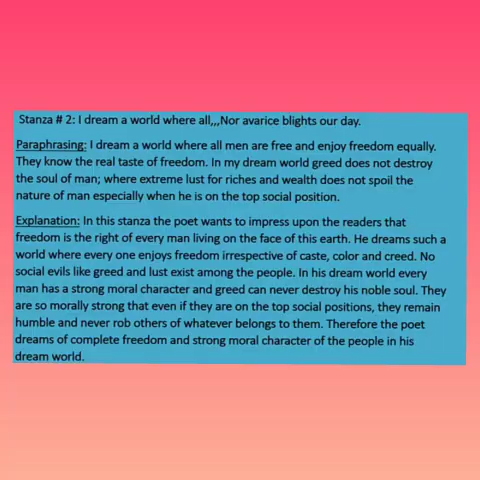 Stanza # 2: I dream a world where all,,,Nor avarice blights our day.
Paraphrasing: I dream a world where all men are free and enjoy freedom equally.
They know the real taste of freedom. In my dream world greed does not destroy
the soul of man; where extreme lust for riches and wealth does not spoil the
nature of man especially when he is on the top social position.
Explanation: In this stanza the poet wants to impress upon the readers that
freedom is the right of every man living on the face of this earth. He dreams such a
world where every one enjoys freedom irrespective of caste, color and creed. No
social evils like greed and lust exist among the people. In his dream world every
man has a strong moral character and greed can never destroy his noble soul. They
are so morally strong that even if they are on the top social positions, they remain
humble and never rob others of whatever belongs to them. Therefore the poet
dreams of complete freedom and strong moral character of the people in his
dream world.